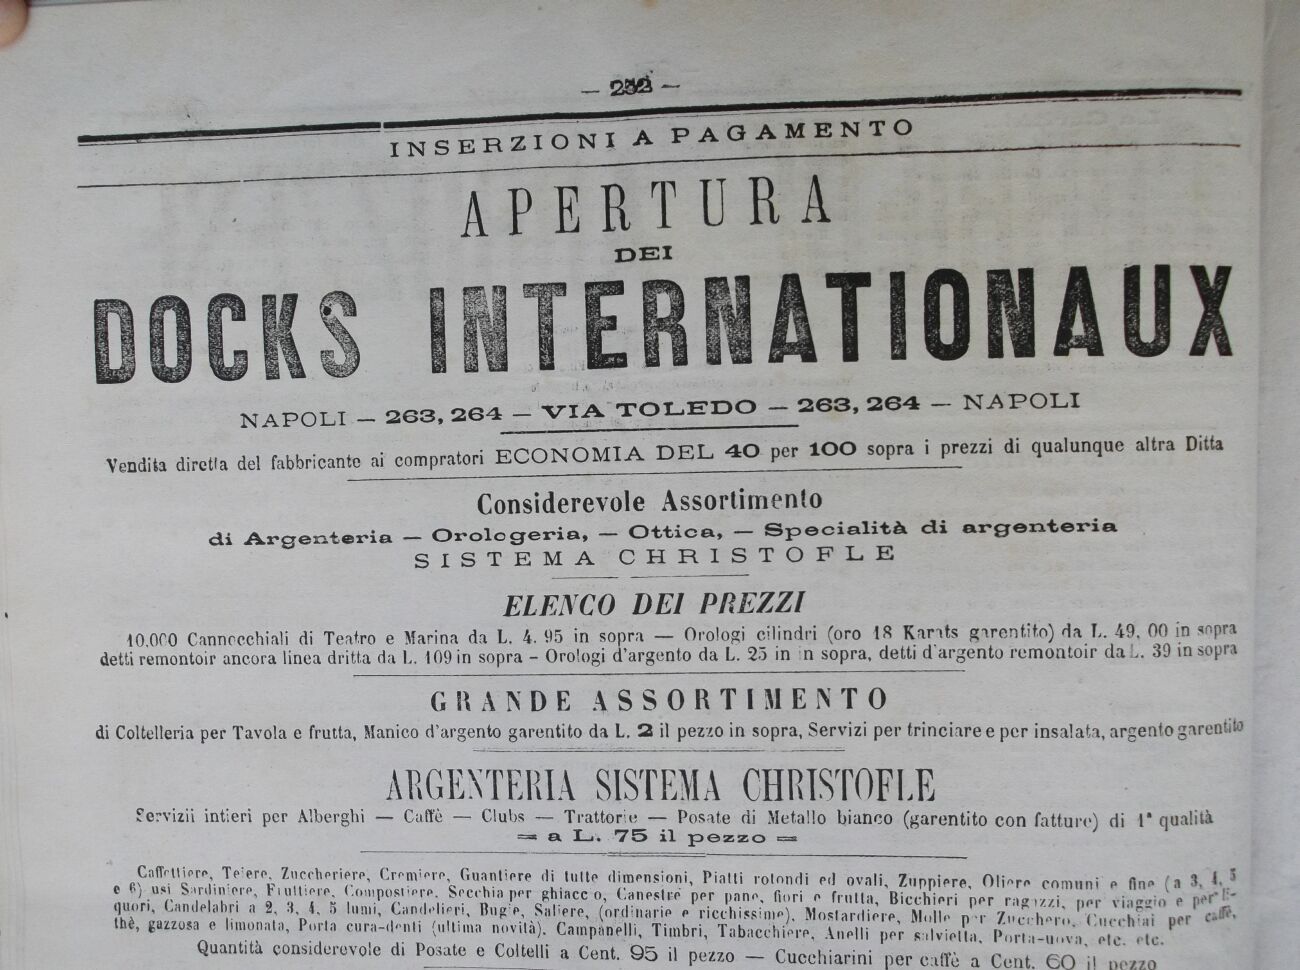 — 232 —
INSERZIONI A PAGAMENTO
APERTURA
DEI
DOCKS INTERNATIONAUX
NAPOLI — 263, 264 — VIA TOLEDO — 263, 264 — NAPOLI
Vendita diretta del fabbricante ai compratori ECONOMIA DEL 40 per 100 sopra i prezzi di qualunque altra Ditta
Considerevole Assortimento
di Argenteria — Orologeria, — Ottica, — Specialità di argenteria
SISTEMA CHRISTOFLE
ELENCO DEI PREZZI
10,000 Cannocchiali di Teatro e Marina da L. 4. 95 in sopra — Orologi cilindri (oro 18 Karats garentito) da L. 49, 00 in sopra
detti remontoir ancora linea dritta da L. 109 in sopra — Orologi d'argento da L. 25 in in sopra, detti d'argento remontoir da L. 39 in sopra
GRANDE ASSORTIMENTO
di Coltelleria per Tavola e frutta, Manico d'argento garentito da L. 2 il pezzo in sopra, Servizi per trinciare e per insalata, argento garentito
ARGENTERIA SISTEMA CHRISTOFLE
Servizii intieri per Alberghi — Caffè — Clubs — Trattorie — Posate di Metallo bianco (garentito con fatture) di 1ª qualità
= a L. 75 il pezzo =
Caffettiere, Teiere, Zuccheriere, Cremiere, Guantiere di tutte dimensioni, Piatti rotondi ed ovali, Zuppiere, Oliere comuni e fine (a 3, 4, 5
e 6) usi Sardiniere, Fruttiere, Compostiere, Secchia per ghiaccio, Canestre per pane, fiori e frutta, Bicchieri per ragazzi, per viaggio e per li-
quori, Candelabri a 2, 3, 4, 5 lumi, Candelieri, Bugie, Saliere, (ordinarie e ricchissime), Mostardiere, Molle per Zucchero, Cucchiai per caffè,
thè, gazzosa e limonata, Porta cura-denti (ultima novità). Campanelli, Timbri, Tabacchiere, Anelli per salvietta, Porta-uova, etc. etc.
Quantità considerevole di Posate e Coltelli a Cent. 95 il pezzo — Cucchiarini per caffè a Cent. 60 il pezzo